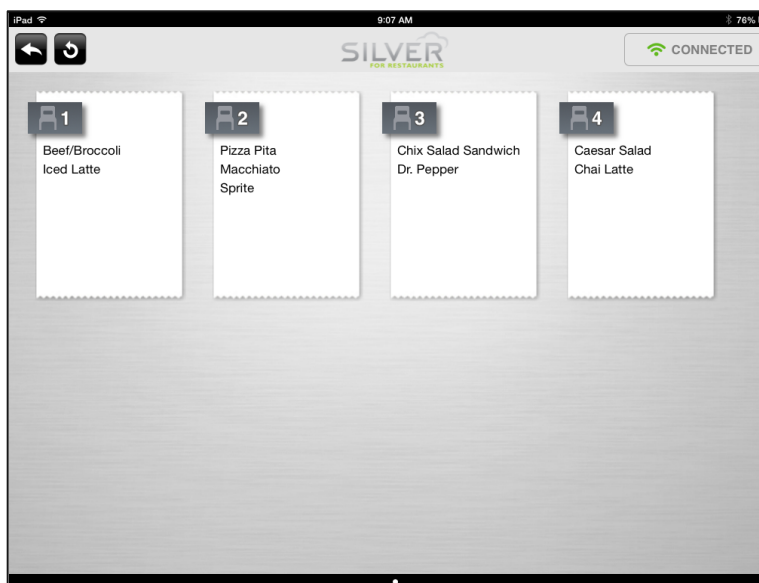 iPad
9:07 AM
76%
SILVER
FOR RESTAURANTS
CONNECTED
1
Beef/Broccoli
Iced Latte
2
Pizza Pita
Macchiato
Sprite
3
Chix Salad Sandwich
Dr. Pepper
4
Caesar Salad
Chai Latte